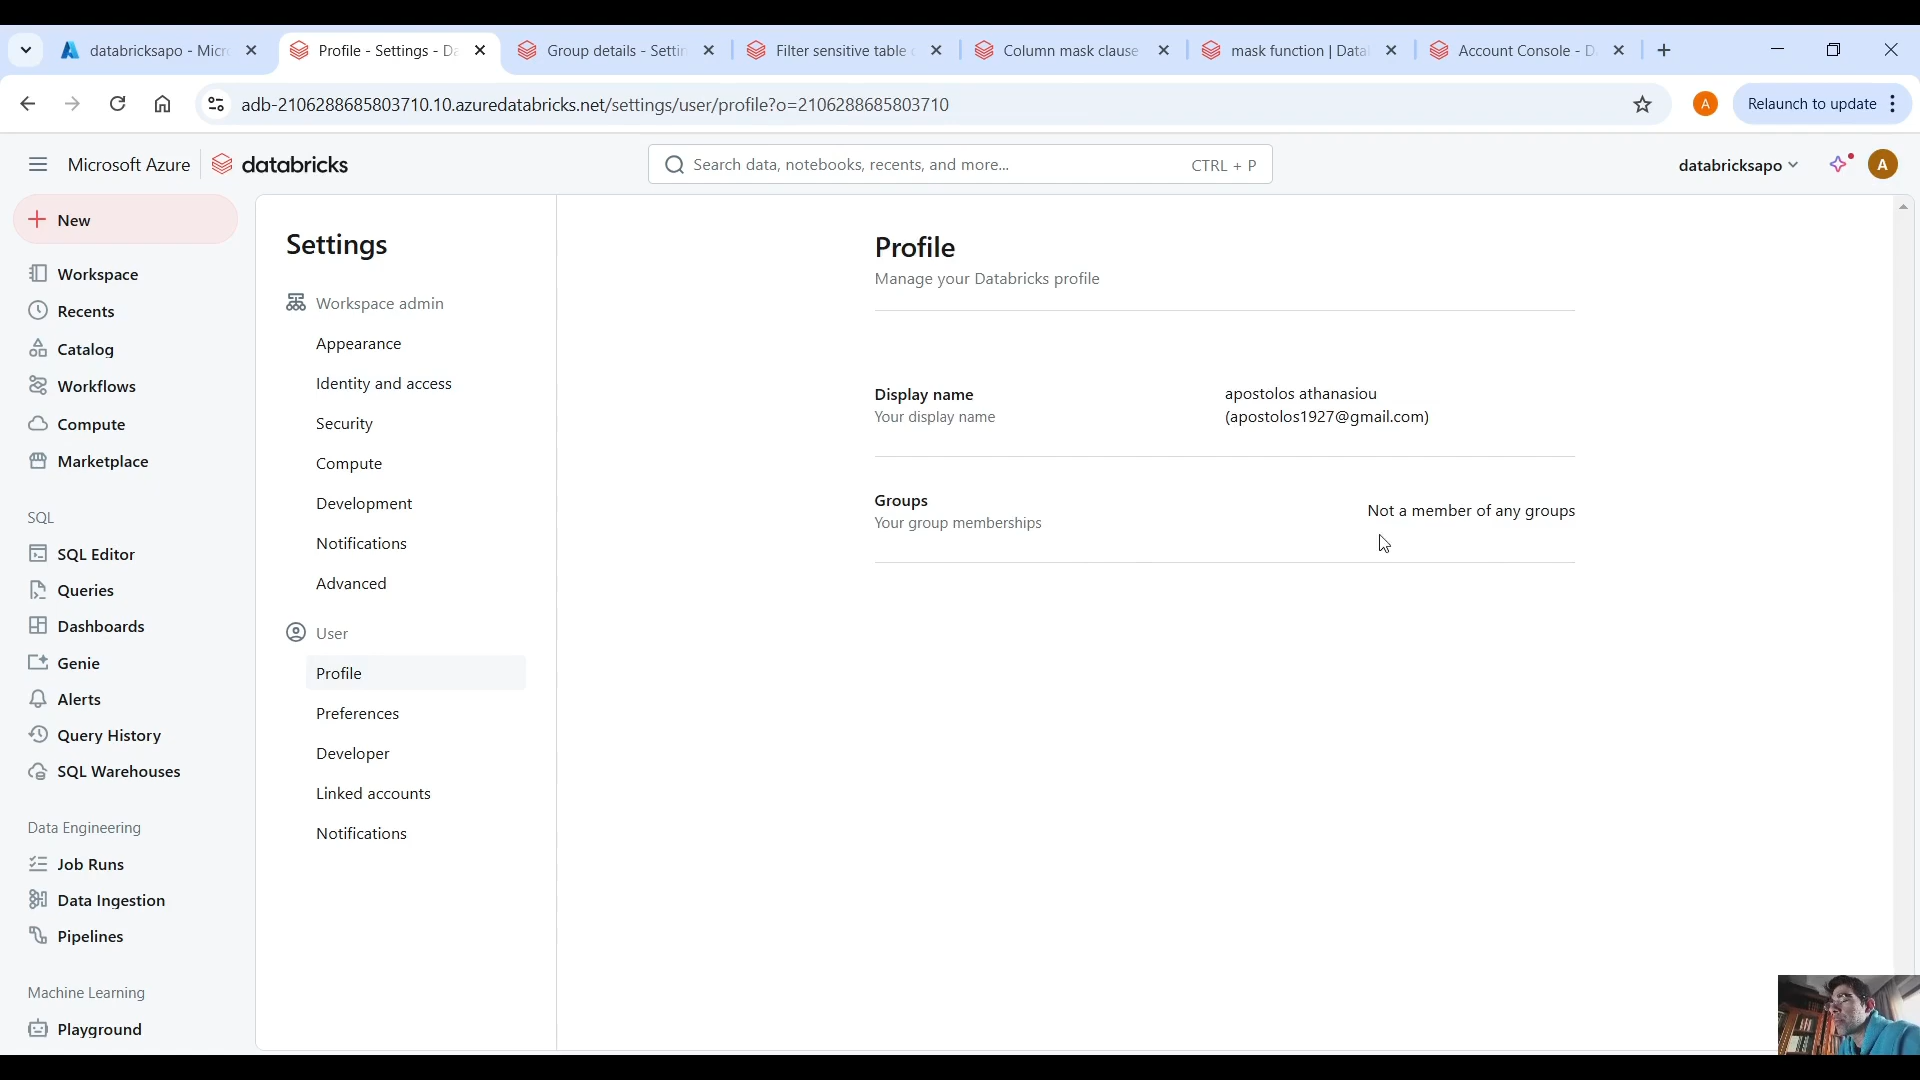 databricksapo - Micr
Profile - Settings - Da
Group details - Settin
Filter sensitive table
Column mask clause
mask function | Data
Account Console - D
adb-2106288685803710.10.azuredatabricks.net/settings/user/profile?o=2106288685803710
A
Relaunch to update
Microsoft Azure
databricks
Search data, notebooks, recents, and more...
CTRL + P
databricksapo
A
New
Workspace
Recents
Catalog
Workflows
Compute
Marketplace
SQL
SQL Editor
Queries
Dashboards
Genie
Alerts
Query History
SQL Warehouses
Data Engineering
Job Runs
Data Ingestion
Pipelines
Machine Learning
Playground
Settings
Workspace admin
Appearance
Identity and access
Security
Compute
Development
Notifications
Advanced
User
Profile
Preferences
Developer
Linked accounts
Notifications
Profile
Manage your Databricks profile
Display name
Your display name
apostolos athanasiou
(apostolos1927@gmail.com)
Groups
Your group memberships
Not a member of any groups